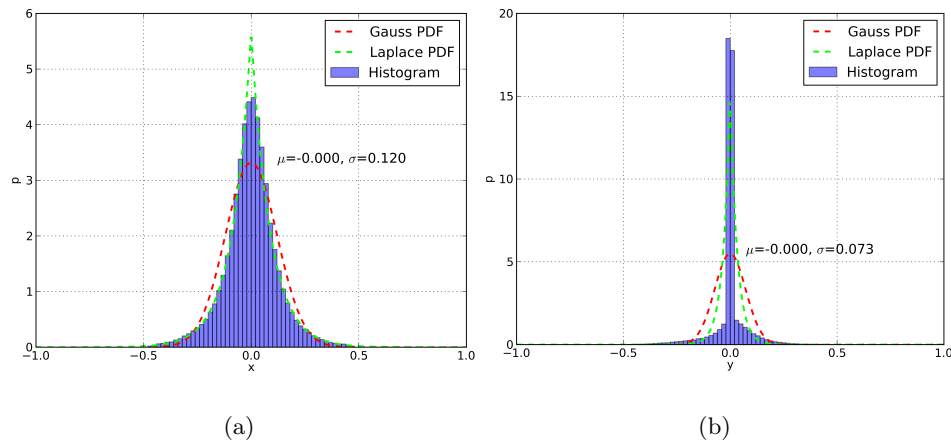 6
5
4
3
2
1
0
p
Gauss PDF
Laplace PDF
Histogram
μ=-0.000, σ=0.120
−1.0 −0.5 0.0 0.5 1.0
x
(a)
20
15
10
5
0
p
Gauss PDF
Laplace PDF
Histogram
μ=-0.000, σ=0.073
−1.0 −0.5 0.0 0.5 1.0
y
(b)